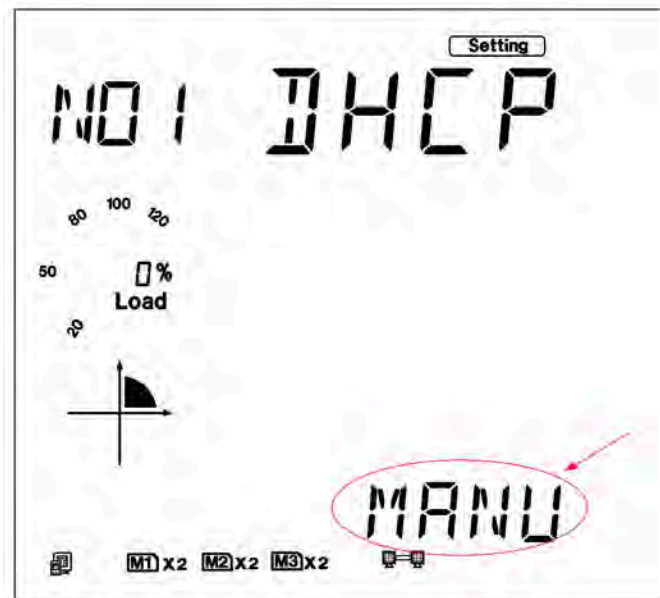 Setting
N01 DHCP
80 100 120
50 0%
Load
20
MANU
M1 X2 M2 X2 M3 X2